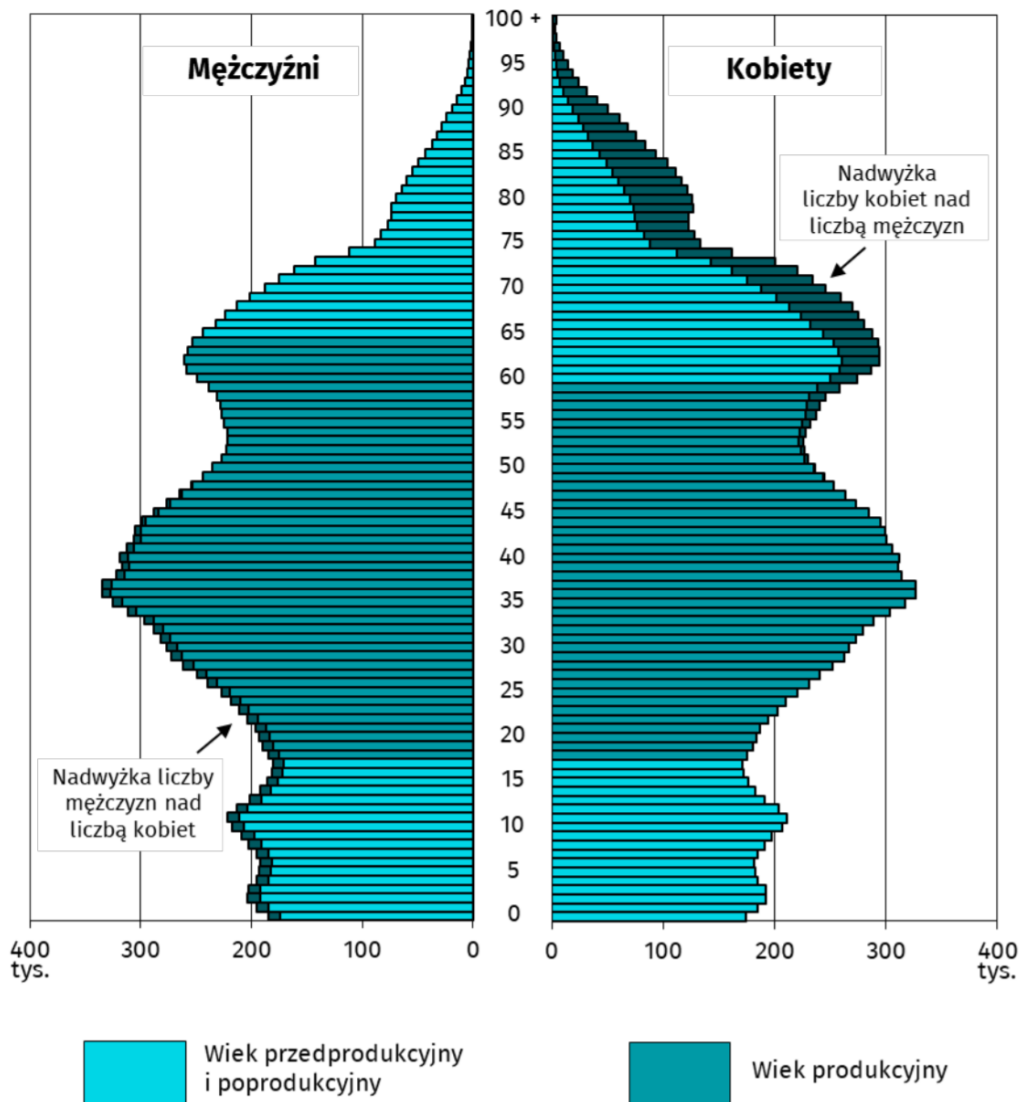 Mężczyźni
Kobiety
100 +
95
90
85
80
75
70
65
60
55
50
45
40
35
30
25
20
15
10
5
0
Nadwyżka
liczby kobiet nad
liczbą mężczyzn
Nadwyżka liczby
mężczyzn nad
liczbą kobiet
400 300 200 100 0
tys.
0 100 200 300 400
tys.
Wiek przedprodukcyjny
i poprodukcyjny
Wiek produkcyjny